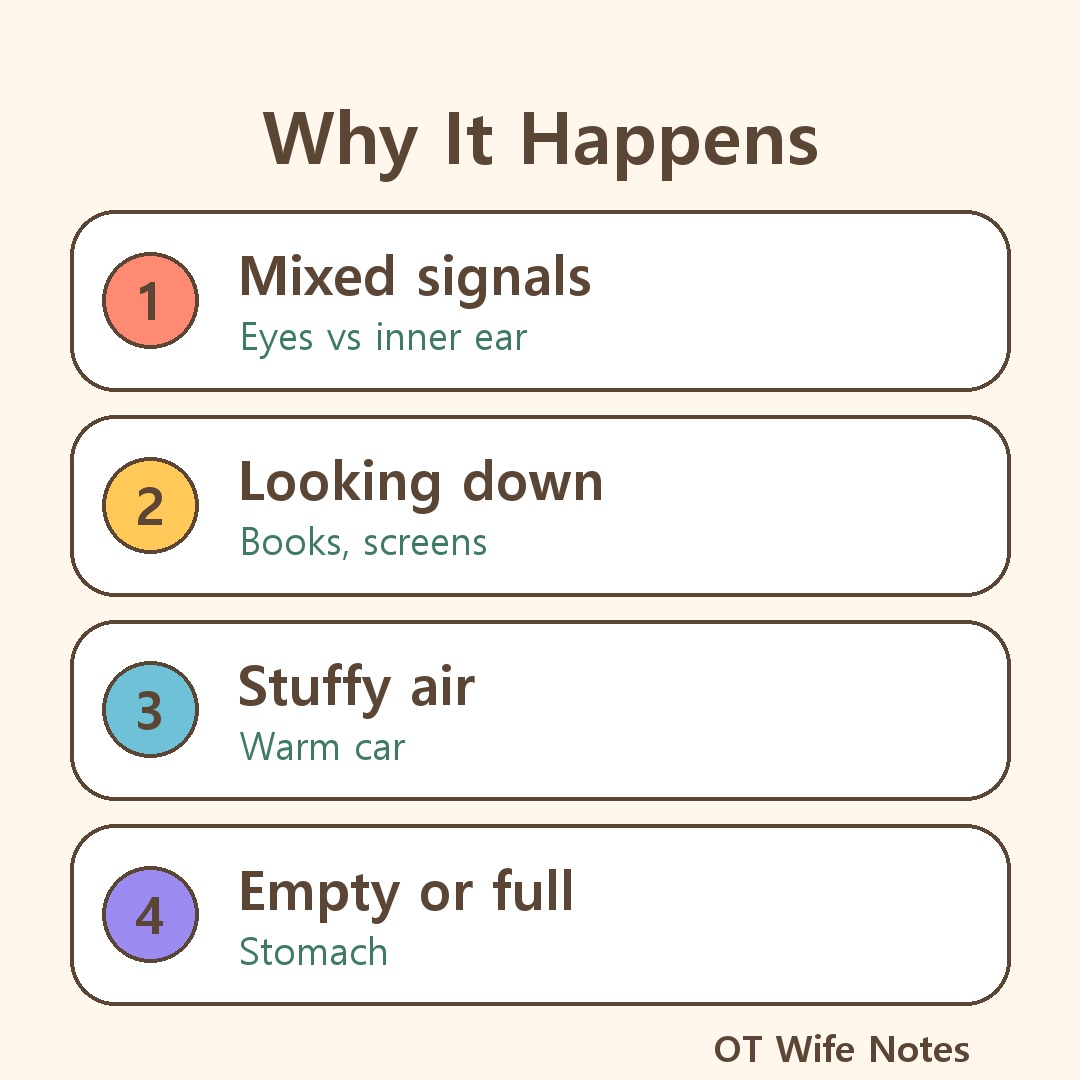 Why It Happens
1
Mixed signals
Eyes vs inner ear
2
Looking down
Books, screens
3
Stuffy air
Warm car
4
Empty or full
Stomach
OT Wife Notes